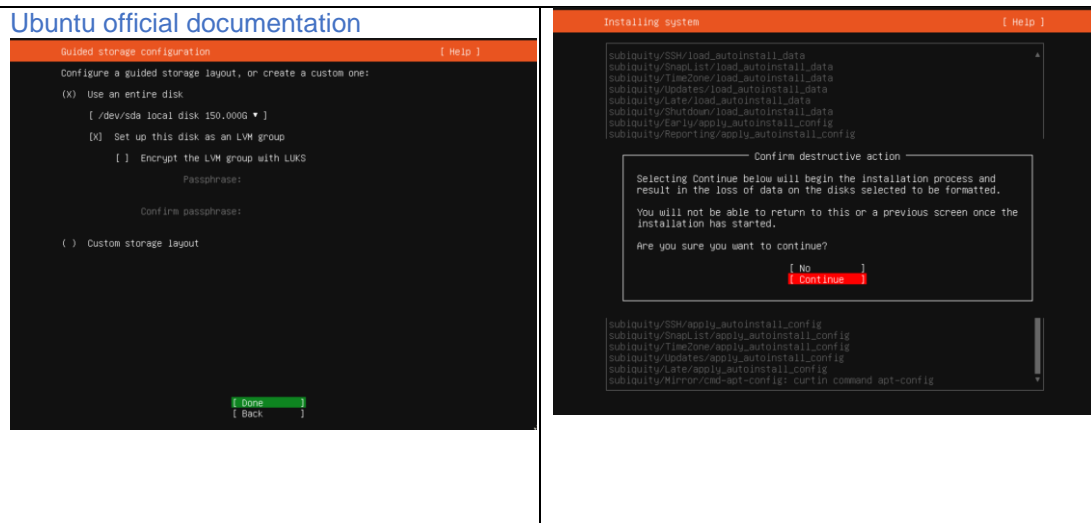 Ubuntu official documentation
Guided storage configuration [ Help ]
Configure a guided storage layout, or create a custom one:
(X) Use an entire disk
[ /dev/sda local disk 150.000G ▾ ]
[X] Set up this disk as an LVM group
[ ] Encrypt the LVM group with LUKS
Passphrase:
Confirm passphrase:
( ) Custom storage layout
[ Done ]
[ Back ]
Installing system [ Help ]
subiquity/SSH/load_autoinstall_data
subiquity/SnapList/load_autoinstall_data
subiquity/TimeZone/load_autoinstall_data
subiquity/Updates/load_autoinstall_data
subiquity/Late/load_autoinstall_data
subiquity/Shutdown/load_autoinstall_data
subiquity/Early/apply_autoinstall_config
subiquity/Reporting/apply_autoinstall_config
Confirm destructive action
Selecting Continue below will begin the installation process and
result in the loss of data on the disks selected to be formatted.
You will not be able to return to this or a previous screen once the
installation has started.
Are you sure you want to continue?
[ No ]
[ Continue ]
subiquity/SSH/apply_autoinstall_config
subiquity/SnapList/apply_autoinstall_config
subiquity/TimeZone/apply_autoinstall_config
subiquity/Updates/apply_autoinstall_config
subiquity/Late/apply_autoinstall_config
subiquity/Mirror/cmd-apt-config: curtin command apt-config